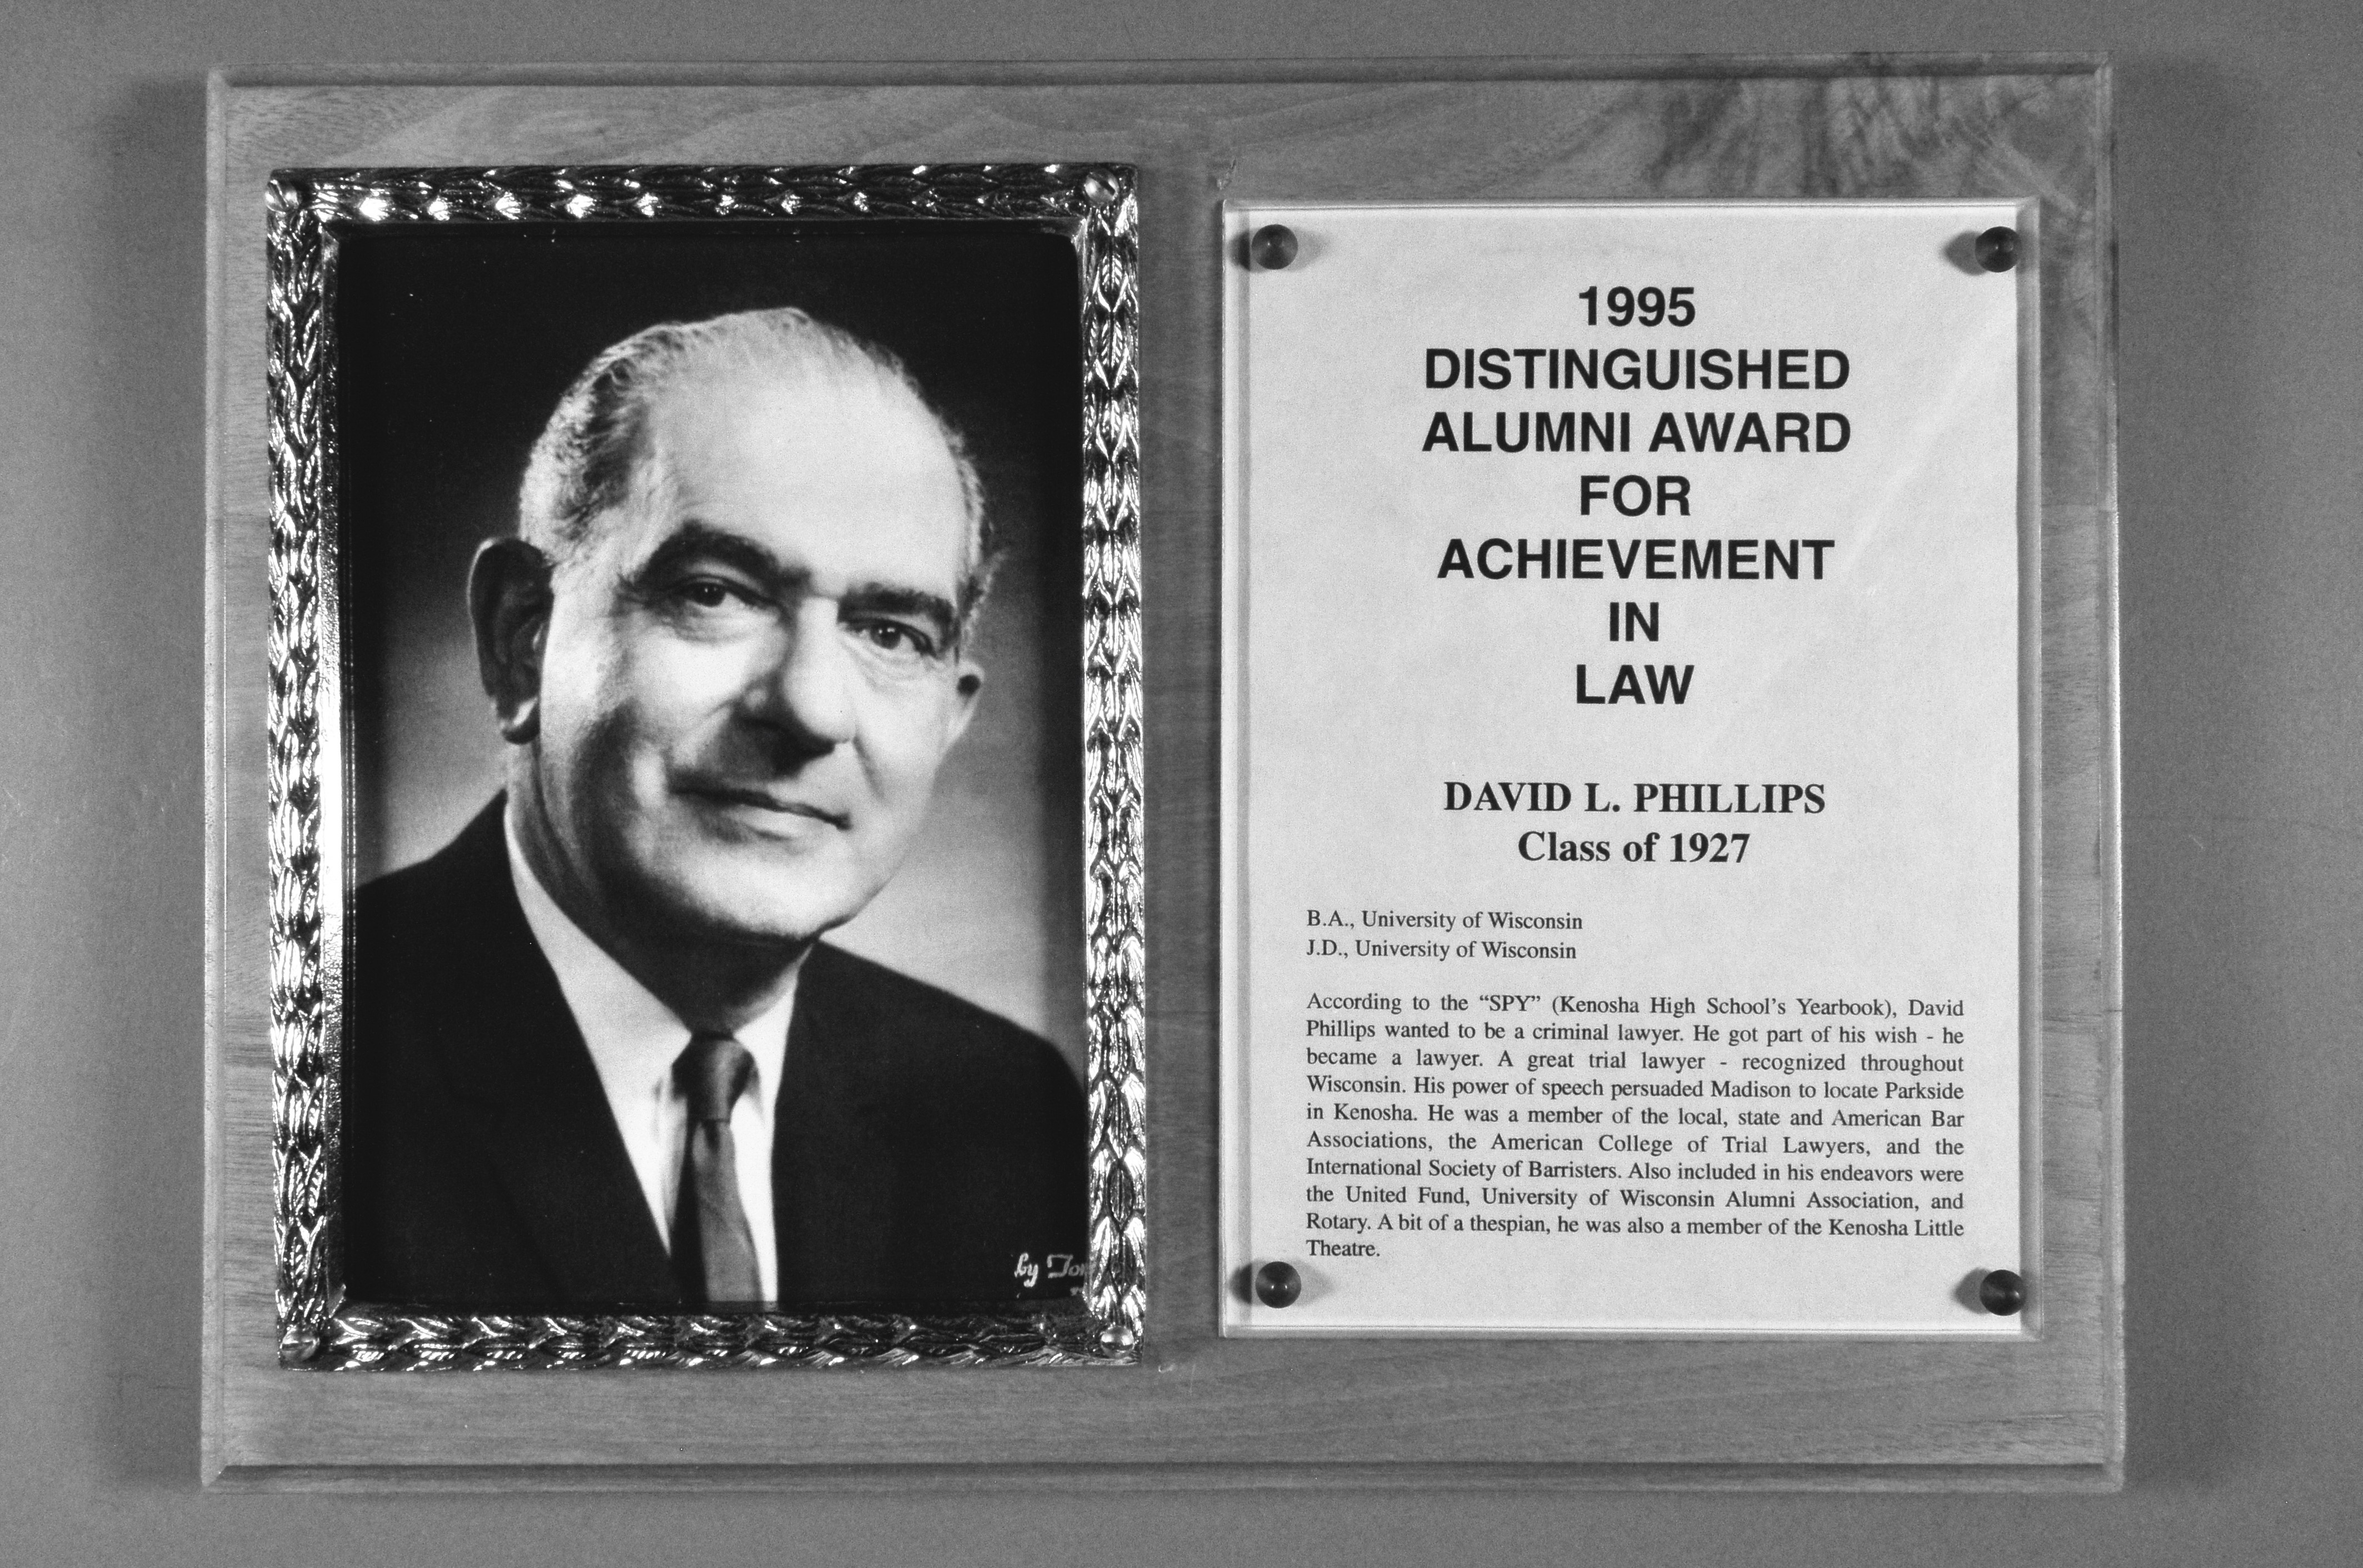 1995
DISTINGUISHED
ALUMNI AWARD
FOR
ACHIEVEMENT
IN
LAW
DAVID L. PHILLIPS
Class of 1927
B.A., University of Wisconsin
J.D., University of Wisconsin
According to the “SPY” (Kenosha High School’s Yearbook), David
Phillips wanted to be a criminal lawyer. He got part of his wish - he
became a lawyer. A great trial lawyer - recognized throughout
Wisconsin. His power of speech persuaded Madison to locate Parkside
in Kenosha. He was a member of the local, state and American Bar
Associations, the American College of Trial Lawyers, and the
International Society of Barristers. Also included in his endeavors were
the United Fund, University of Wisconsin Alumni Association, and
Rotary. A bit of a thespian, he was also a member of the Kenosha Little
Theatre.
by